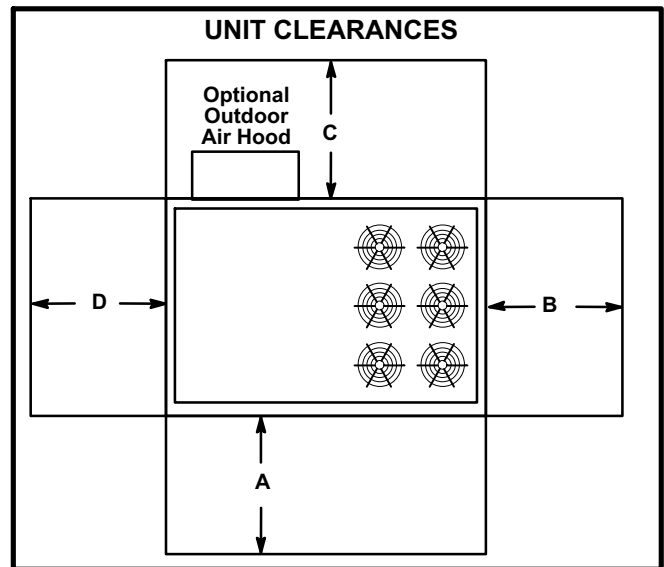 UNIT CLEARANCES
Optional
Outdoor
Air Hood
C
D
B
A